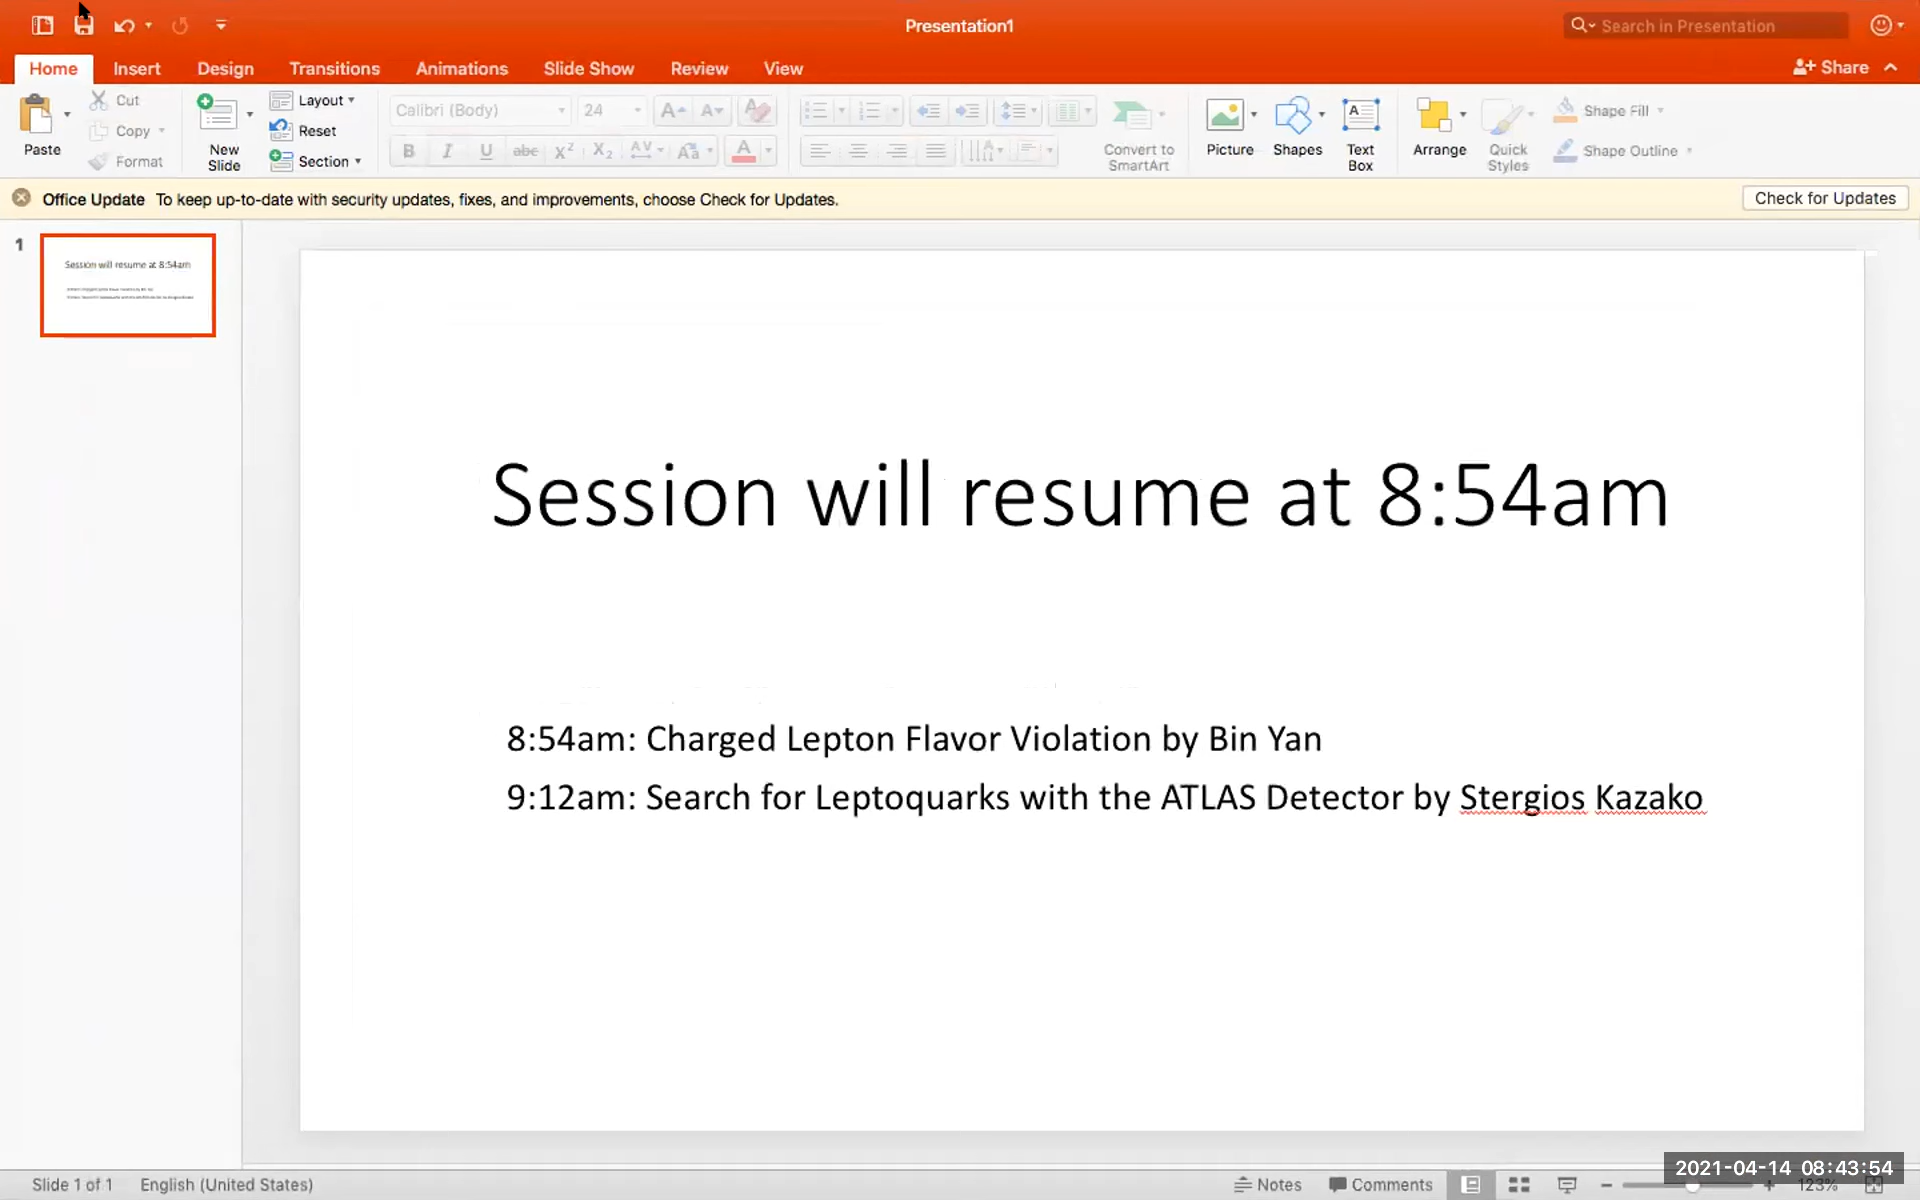 Presentation1
Search in Presentation
Home Insert Design Transitions Animations Slide Show Review View Share
Paste Cut Copy Format
New Slide Layout Reset Section
Calibri (Body) 24
Convert to SmartArt
Picture Shapes Text Box Arrange Quick Styles
Shape Fill
Shape Outline
Office Update To keep up-to-date with security updates, fixes, and improvements, choose Check for Updates.
Check for Updates
1
Session will resume at 8:54am
Session will resume at 8:54am
8:54am: Charged Lepton Flavor Violation by Bin Yan
9:12am: Search for Leptoquarks with the ATLAS Detector by Stergios Kazako
2021-04-14 08:43:54
Slide 1 of 1 English (United States) Notes Comments 123%